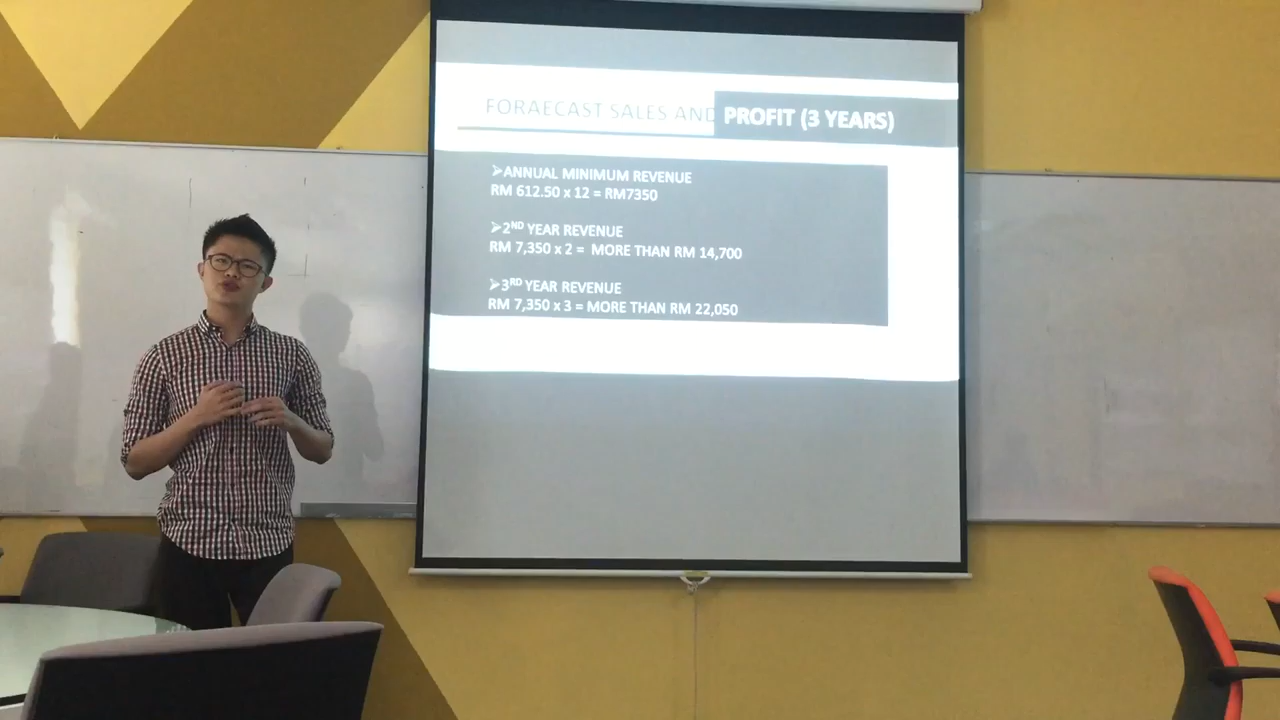 FORAECAST SALES AND PROFIT (3 YEARS)
➢ANNUAL MINIMUM REVENUE
RM 612.50 x 12 = RM7350
➢2ND YEAR REVENUE
RM 7,350 x 2 = MORE THAN RM 14,700
➢3RD YEAR REVENUE
RM 7,350 x 3 = MORE THAN RM 22,050